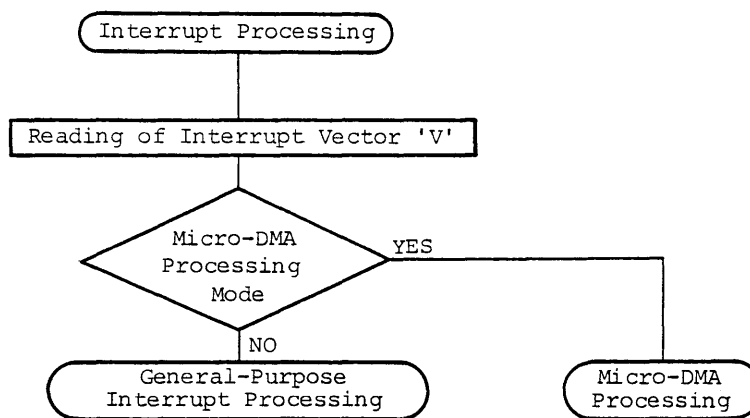 Interrupt Processing
Reading of Interrupt Vector 'V'
Micro-DMA
Processing
Mode
YES
NO
General-Purpose
Interrupt Processing
Micro-DMA
Processing